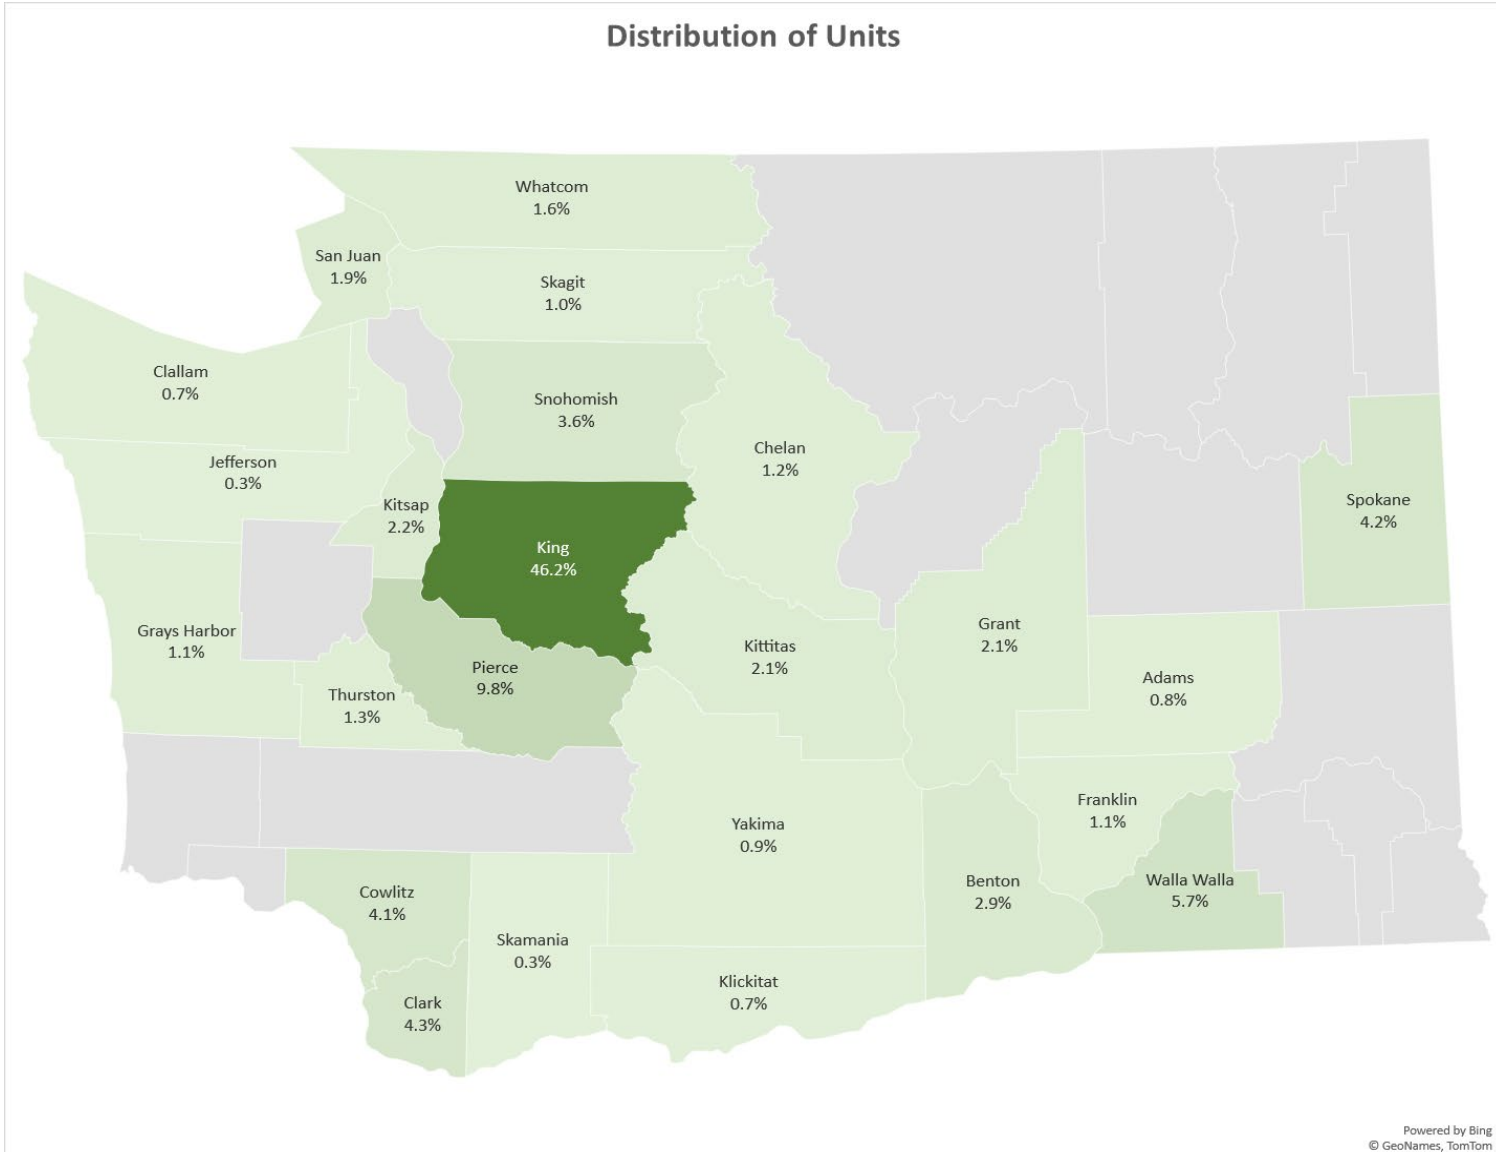 Distribution of Units
Whatcom
1.6%
San Juan
1.9%
Skagit
1.0%
Clallam
0.7%
Snohomish
3.6%
Chelan
1.2%
Jefferson
0.3%
Kitsap
2.2%
Spokane
4.2%
King
46.2%
Grays Harbor
1.1%
Grant
2.1%
Kittitas
2.1%
Pierce
9.8%
Adams
0.8%
Thurston
1.3%
Franklin
1.1%
Yakima
0.9%
Benton
2.9%
Walla Walla
5.7%
Cowlitz
4.1%
Skamania
0.3%
Klickitat
0.7%
Clark
4.3%
Powered by Bing
© GeoNames, TomTom